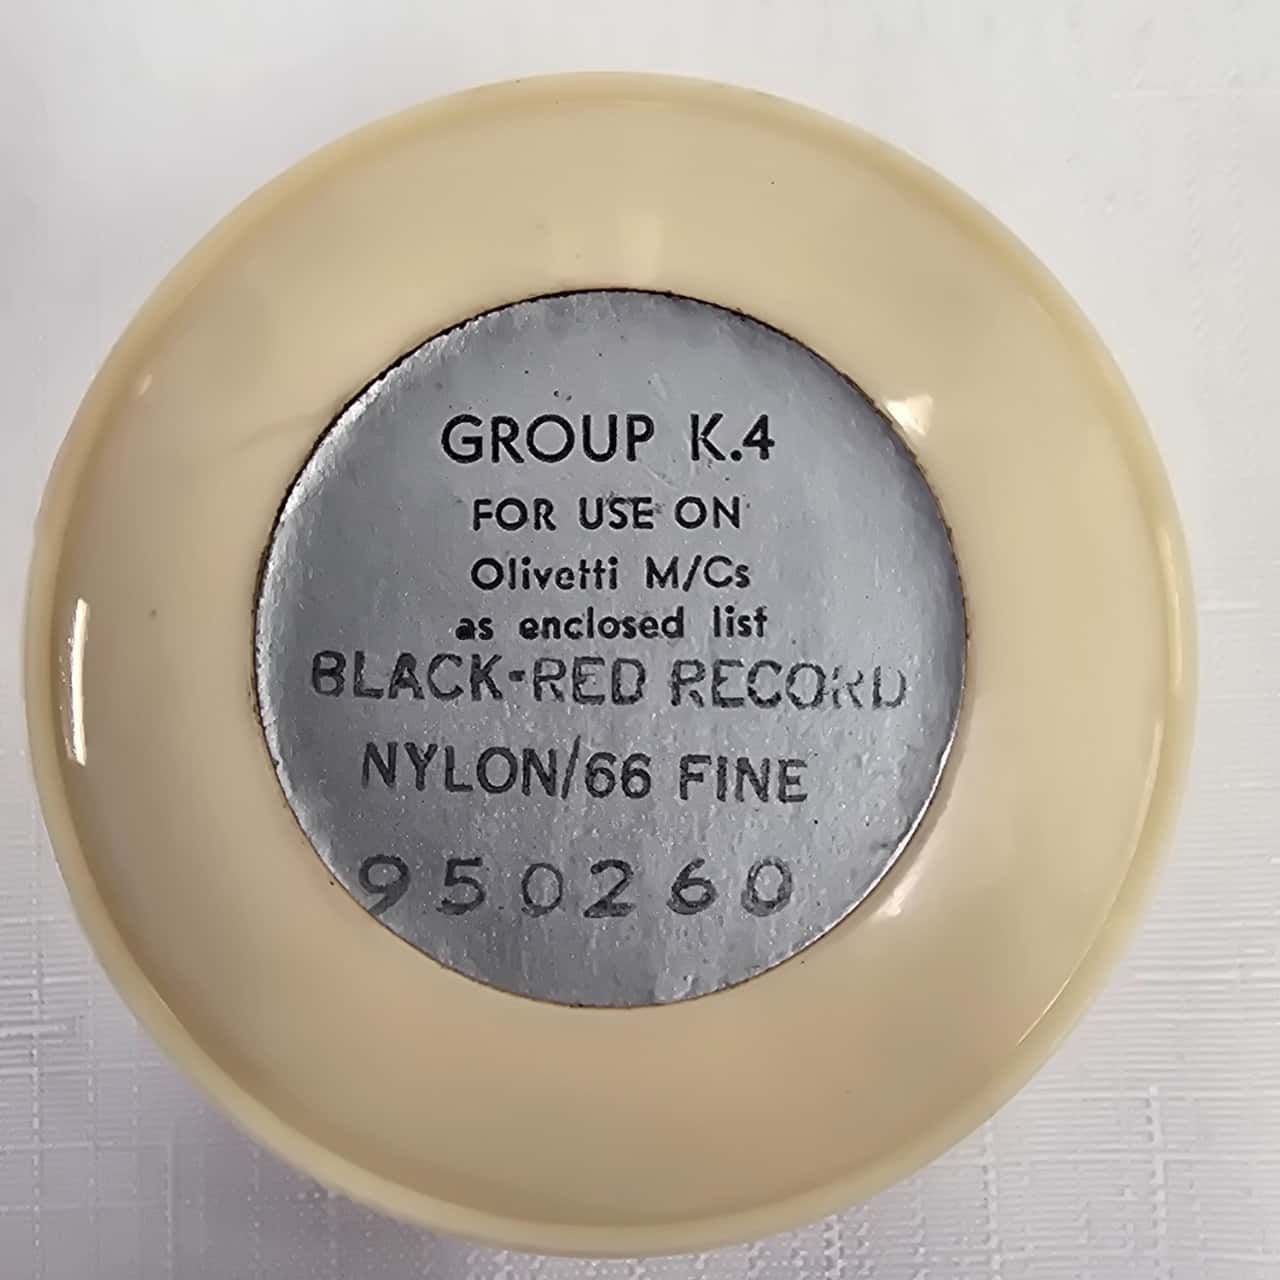 GROUP K.4
FOR USE ON
Olivetti M/Cs
as enclosed list
BLACK-RED RECORD
NYLON/66 FINE
950260